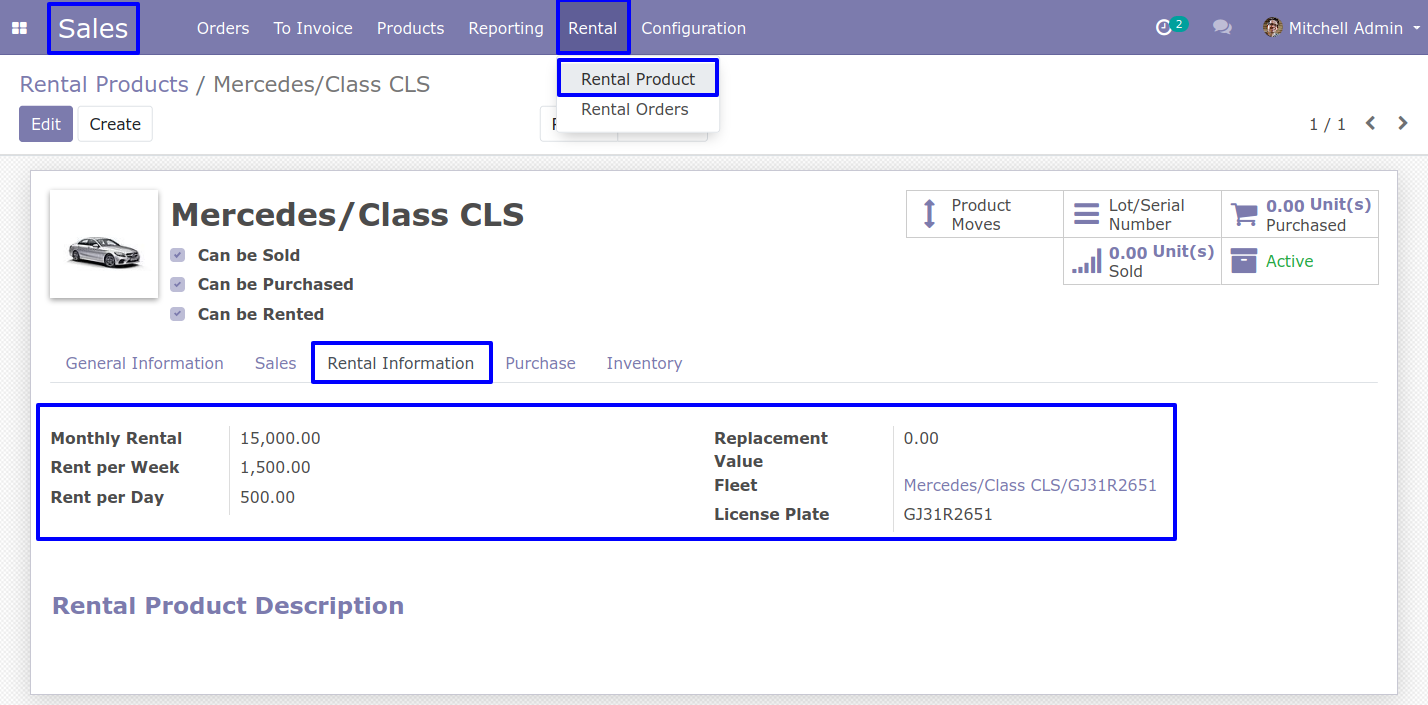 Sales Orders To Invoice Products Reporting Rental Configuration 2 Mitchell Admin
Rental Products / Mercedes/Class CLS
Rental Product
Rental Orders
Edit Create
1 / 1
Mercedes/Class CLS
Can be Sold
Can be Purchased
Can be Rented
Product
Moves
Lot/Serial
Number
0.00 Unit(s)
Purchased
0.00 Unit(s)
Sold
Active
General Information Sales Rental Information Purchase Inventory
Monthly Rental 15,000.00
Rent per Week 1,500.00
Rent per Day 500.00
Replacement 0.00
Value
Fleet Mercedes/Class CLS/GJ31R2651
License Plate GJ31R2651
Rental Product Description